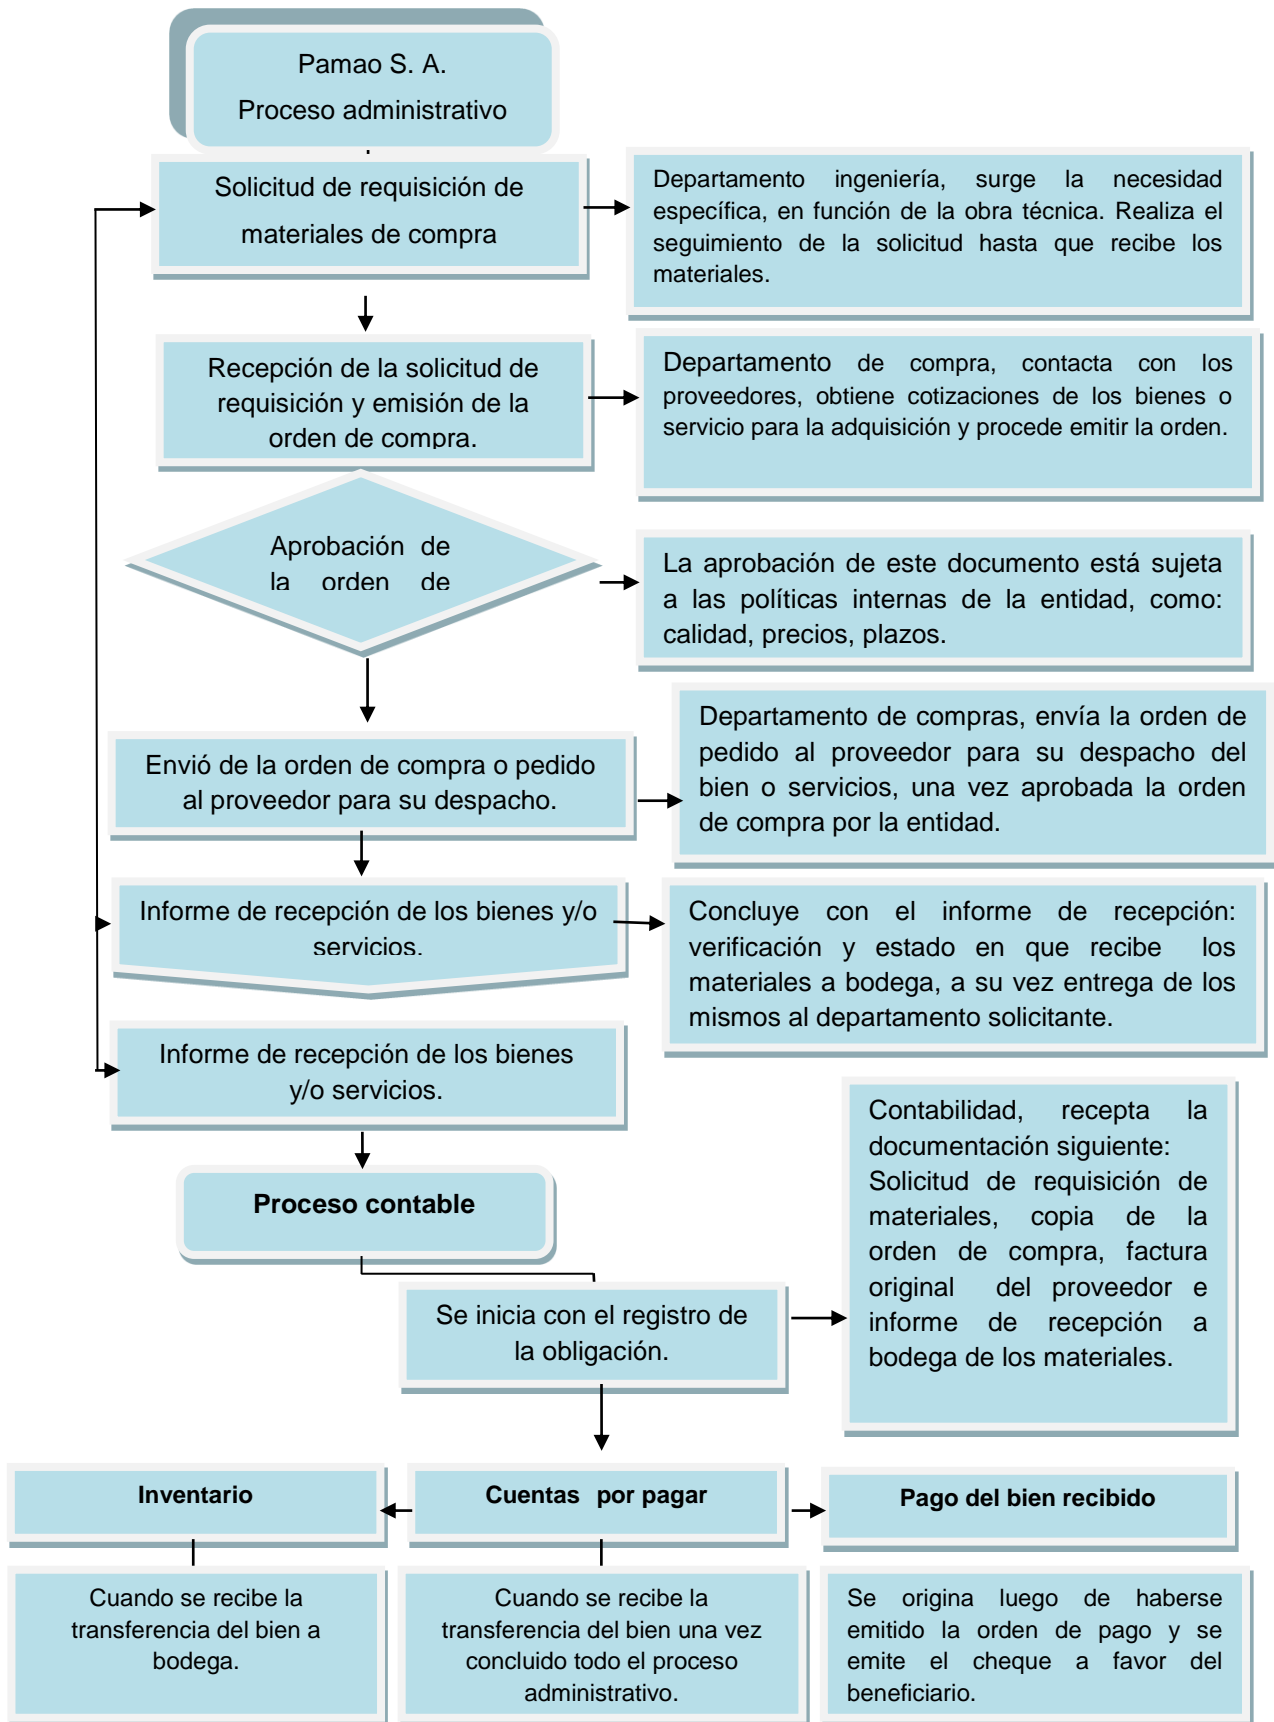 Pamao S. A.
Proceso administrativo
Solicitud de requisición de
materiales de compra
Departamento ingeniería, surge la necesidad
específica, en función de la obra técnica. Realiza el
seguimiento de la solicitud hasta que recibe los
materiales.
Recepción de la solicitud de
requisición y emisión de la
orden de compra.
Departamento de compra, contacta con los
proveedores, obtiene cotizaciones de los bienes o
servicio para la adquisición y procede emitir la orden.
Aprobación de
la orden de
La aprobación de este documento está sujeta
a las políticas internas de la entidad, como:
calidad, precios, plazos.
Envió de la orden de compra o pedido
al proveedor para su despacho.
Departamento de compras, envía la orden de
pedido al proveedor para su despacho del
bien o servicios, una vez aprobada la orden
de compra por la entidad.
Informe de recepción de los bienes y/o
servicios.
Concluye con el informe de recepción:
verificación y estado en que recibe los
materiales a bodega, a su vez entrega de los
mismos al departamento solicitante.
Informe de recepción de los bienes
y/o servicios.
Proceso contable
Contabilidad, recepta la
documentación siguiente:
Solicitud de requisición de
materiales, copia de la
orden de compra, factura
original del proveedor e
informe de recepción a
bodega de los materiales.
Se inicia con el registro de
la obligación.
Inventario
Cuentas por pagar
Pago del bien recibido
Cuando se recibe la
transferencia del bien a
bodega.
Cuando se recibe la
transferencia del bien una vez
concluido todo el proceso
administrativo.
Se origina luego de haberse
emitido la orden de pago y se
emite el cheque a favor del
beneficiario.